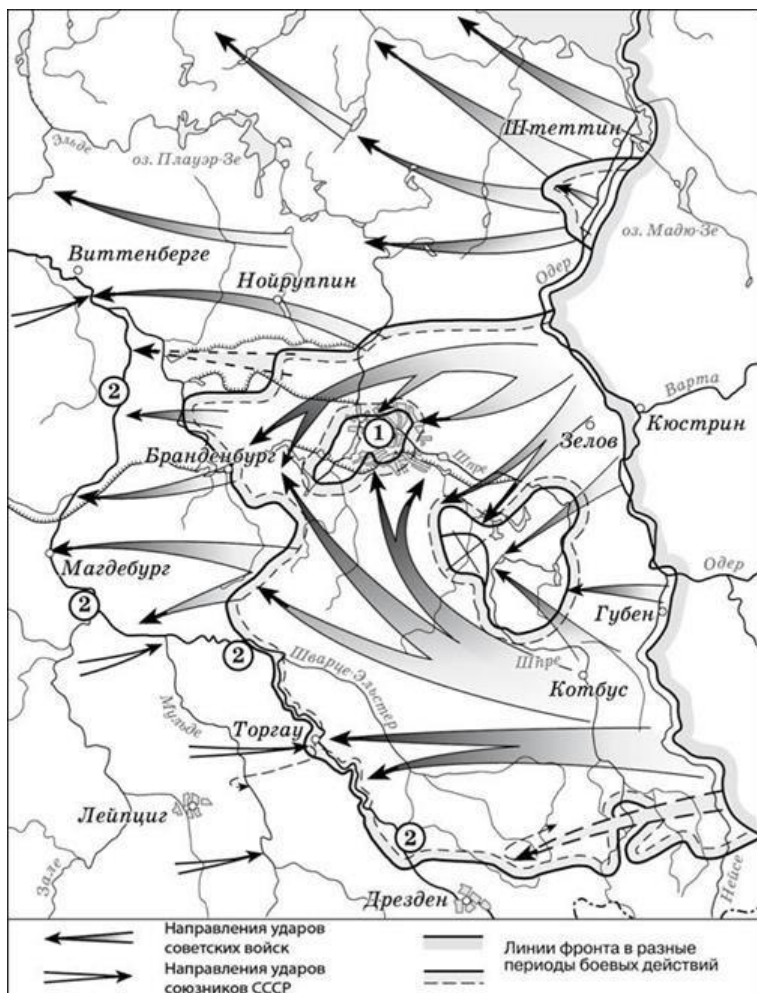 Штеттин
Эльде
оз. Плауэр-Зе
оз. Мадю-Зе
Виттенберге
Одер
Нойруппин
2
Варта
Кюстрин
1
Зелов
Шпре
Бранденбург
Одер
Магдебург
2
Губен
2
Шпре
Шварце-Эльстер
Котбус
Мульде
Торгау
Лейпциг
2
Зале
Дрезден
Нейсе
Направления ударов
советских войск
Направления ударов
союзников СССР
Линии фронта в разные
периоды боевых действий